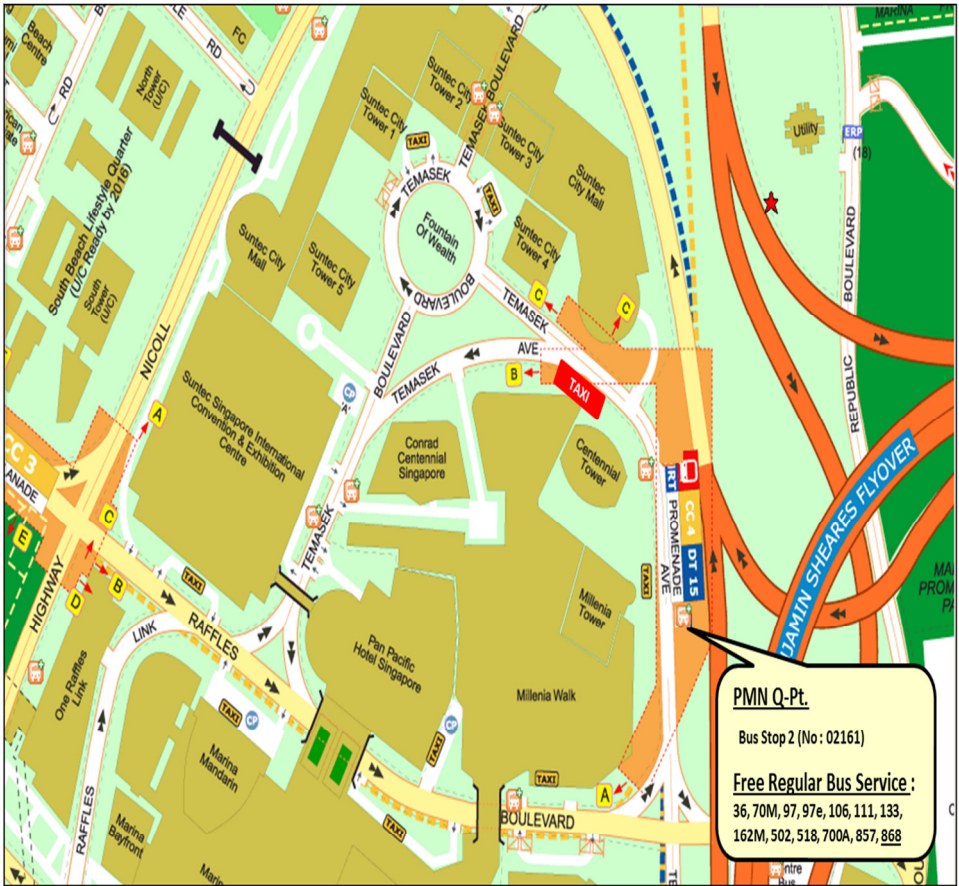 Beach
Centre
RD
North
Tower
(U/C)
RD
FC
MARINA
South Beach Lifestyle Quarter
(U/C Ready by 2016)
South
Tower
(U/C)
Suntec City
Tower 1
Suntec City
Tower 2
TEMASEK BOULEVARD
Suntec City
Tower 3
Suntec
City Mall
Utility
ERP
(18)
TAXI
TEMASEK
TAXI
Fountain
Of Wealth
BOULEVARD
Suntec City
Mall
Suntec City
Tower 5
Suntec City
Tower 4
C
C
TEMASEK
AVE
B
TAXI
NICOLL
HIGHWAY
BOULEVARD
TEMASEK
REPUBLIC
BOULEVARD
Suntec Singapore International
Convention & Exhibition
Centre
CP
Conrad
Centennial
Singapore
Centennial
Tower
A
CC 3
ANADE
C
E
B
D
TEMASEK
CC 4
DT 15
PROMENADE
AVE
TAXI
JAMIN SHEARES FLYOVER
TAXI
RAFFLES
LINK
Millenia
Tower
Pan Pacific
Hotel Singapore
Millenia Walk
One Raffles
Link
TAXI
CP
Marina
Mandarin
TAXI
CP
TAXI
A
BOULEVARD
RAFFLES
Marina
Bayfront
PMN Q-Pt.
Bus Stop 2 (No : 02161)
Free Regular Bus Service :
36, 70M, 97, 97e, 106, 111, 133,
162M, 502, 518, 700A, 857, 868
Bus